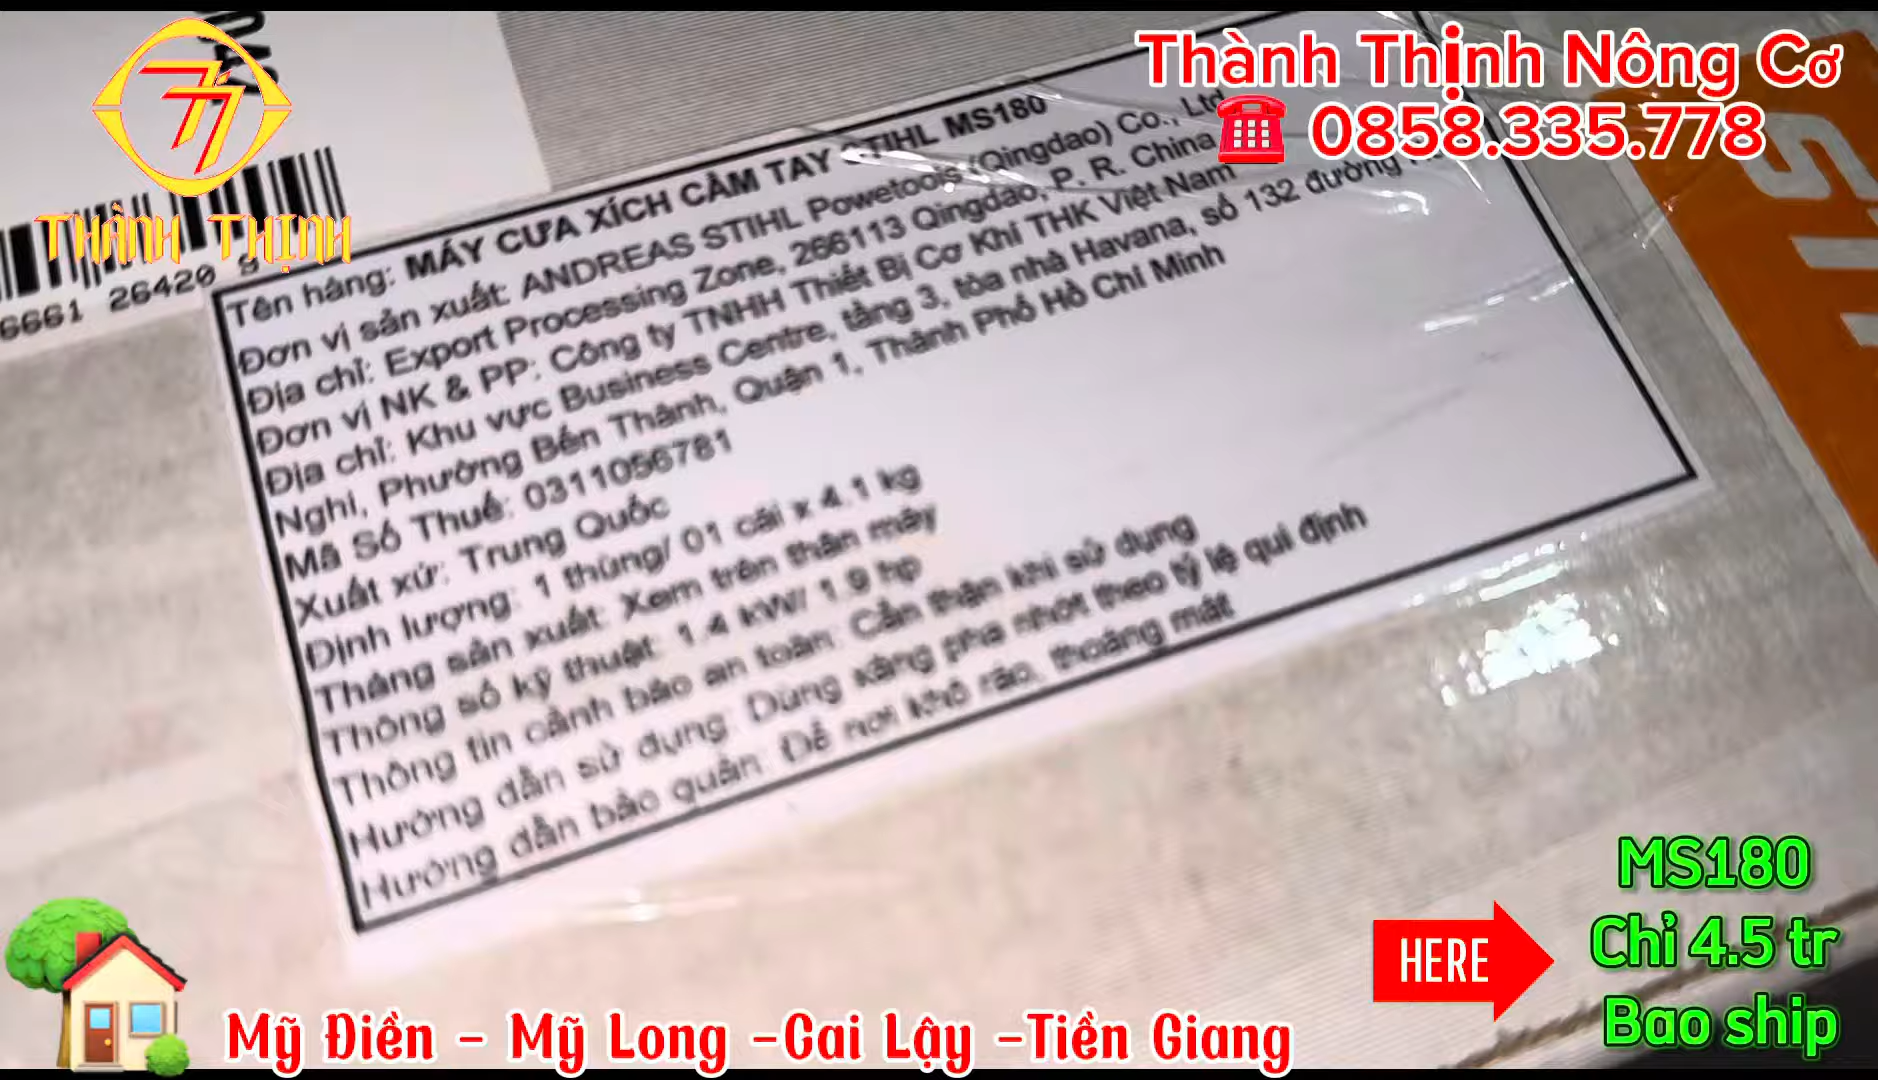 Thành Thịnh Nông Cơ
0858.335.778
THÀNH THỊNH
6661 26420 9
Tên hàng: MÁY CƯA XÍCH CẦM TAY STIHL MS180
Đơn vị sản xuất: ANDREAS STIHL Powetools (Qingdao) Co., Ltd
Địa chỉ: Export Processing Zone, 266113 Qingdao, P. R. China
Đơn vị NK & PP: Công ty TNHH Thiết Bị Cơ Khí THK Việt Nam
Địa chỉ: Khu vực Business Centre, tầng 3, tòa nhà Havana, số 132 đường
Nghi, Phường Bến Thành, Quận 1, Thành Phố Hồ Chí Minh
Mã Số Thuế: 0311056781
Xuất xứ: Trung Quốc
Định lượng: 1 thùng/ 01 cái x 4.1 kg
Tháng sản xuất: Xem trên thân máy
Thông số kỹ thuật: 1.4 kW/ 1.9 hp
Thông tin cảnh báo an toàn: Cẩn thận khi sử dụng
Hướng dẫn sử dụng: Dùng xăng pha nhớt theo tỷ lệ qui định
Hướng dẫn bảo quản: Để nơi khô ráo, thoáng mát
MS180
HERE
Chỉ 4.5 tr
Bao ship
Mỹ Điền - Mỹ Long -Cai Lậy -Tiền Giang